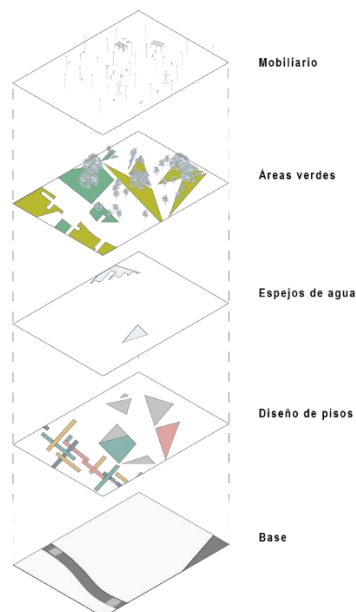 Mobiliario
Áreas verdes
Espejos de agua
Diseño de pisos
Base